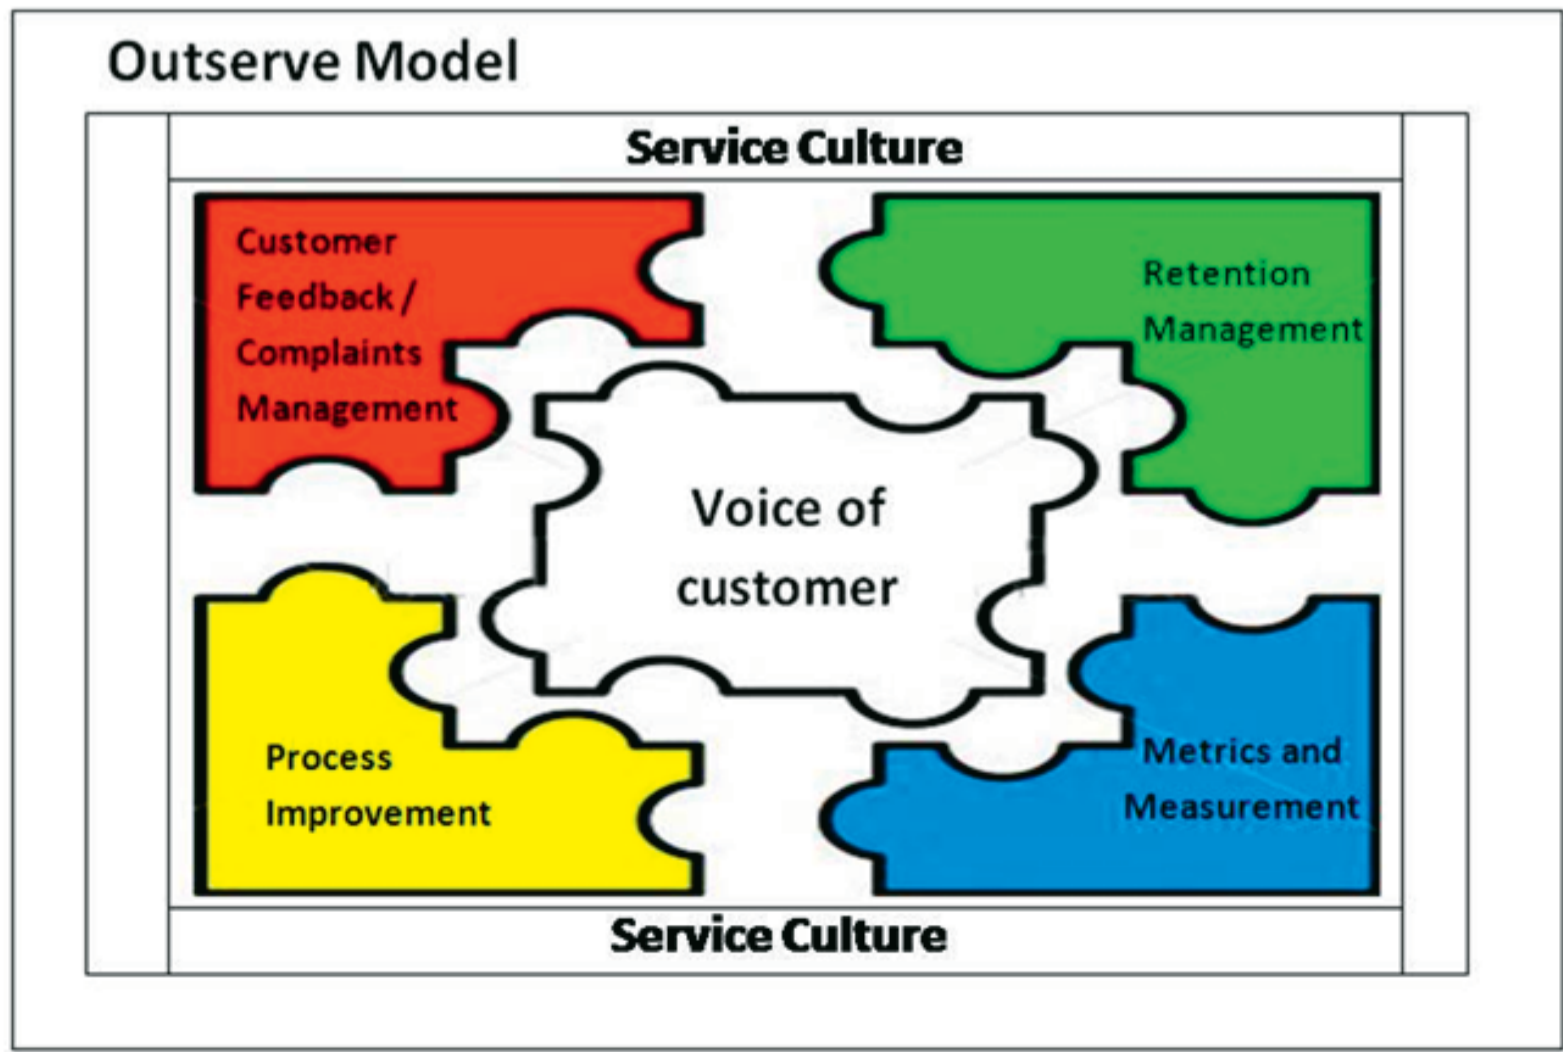 Outserve Model
Service Culture
Customer
Feedback /
Complaints
Management
Retention
Management
Voice of
customer
Process
Improvement
Metrics and
Measurement
Service Culture